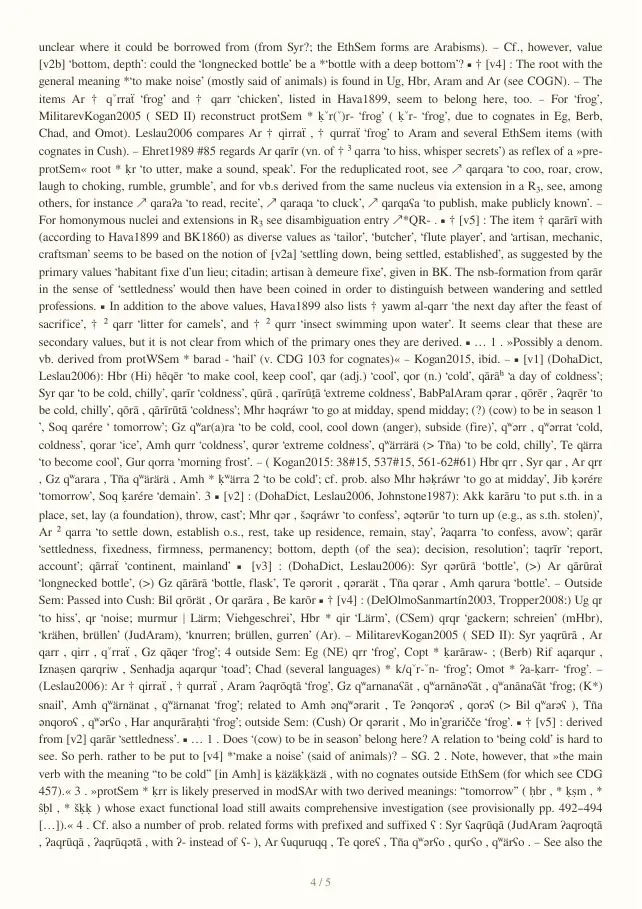 unclear where it could be borrowed from (from Syr?; the EthSem forms are Arabisms). – Cf., however, value
[v2b] ‘bottom, depth’: could the ‘longnecked bottle’ be a *‘bottle with a deep bottom’? ▪ † [v4] : The root with the
general meaning *‘to make noise’ (mostly said of animals) is found in Ug, Hbr, Aram and Ar (see COGN). – The
items Ar † qᵛrraẗ ‘frog’ and † qarr ‘chicken’, listed in Hava1899, seem to belong here, too. – For ‘frog’,
MilitarevKogan2005 ( SED II) reconstruct protSem * ḳᵛr(ᵛ)r- ‘frog’ ( ḳᵛr- ‘frog’, due to cognates in Eg, Berb,
Chad, and Omot). Leslau2006 compares Ar † qirraẗ , † qurraẗ ‘frog’ to Aram and several EthSem items (with
cognates in Cush). – Ehret1989 #85 regards Ar qarīr (vn. of † ³ qarra ‘to hiss, whisper secrets’) as reflex of a »pre-
protSem« root * ḳr ‘to utter, make a sound, speak’. For the reduplicated root, see ↗ qarqara ‘to coo, roar, crow,
laugh to choking, rumble, grumble’, and for vb.s derived from the same nucleus via extension in a R₃, see, among
others, for instance ↗ qaraʔa ‘to read, recite’, ↗ qaraqa ‘to cluck’, ↗ qarqaʕa ‘to publish, make publicly known’. –
For homonymous nuclei and extensions in R₃ see disambiguation entry ↗*QR- . ▪ † [v5] : The item † qarārī with
(according to Hava1899 and BK1860) as diverse values as ‘tailor’, ‘butcher’, ‘flute player’, and ‘artisan, mechanic,
craftsman’ seems to be based on the notion of [v2a] ‘settling down, being settled, established’, as suggested by the
primary values ‘habitant fixe d’un lieu; citadin; artisan à demeure fixe’, given in BK. The nsb-formation from qarār
in the sense of ‘settledness’ would then have been coined in order to distinguish between wandering and settled
professions. ▪ In addition to the above values, Hava1899 also lists † yawm al-qarr ‘the next day after the feast of
sacrifice’, † ² qarr ‘litter for camels’, and † ² qurr ‘insect swimming upon water’. It seems clear that these are
secondary values, but it is not clear from which of the primary ones they are derived. ▪ … 1 . »Possibly a denom.
vb. derived from protWSem * barad - ‘hail’ (v. CDG 103 for cognates)« – Kogan2015, ibid. – ▪ [v1] (DohaDict,
Leslau2006): Hbr (Hi) hēqēr ‘to make cool, keep cool’, qar (adj.) ‘cool’, qor (n.) ‘cold’, qārāʰ ‘a day of coldness’;
Syr qar ‘to be cold, chilly’, qarīr ‘coldness’, qūrā , qarīrūṯā ‘extreme coldness’, BabPalAram qərar , qōrēr , ʔaqrēr ‘to
be cold, chilly’, qōrā , qārīrūtā ‘coldness’; Mhr həqráwr ‘to go at midday, spend midday; (?) (cow) to be in season 1
’, Soq qarére ‘ tomorrow’; Gz qʷar(a)ra ‘to be cold, cool, cool down (anger), subside (fire)’, qʷərr , qʷərrat ‘cold,
coldness’, qorar ‘ice’, Amh qurr ‘coldness’, qurər ‘extreme coldness’, qʷärrärä (> Tña) ‘to be cold, chilly’, Te qärra
‘to become cool’, Gur qorra ‘morning frost’. – ( Kogan2015: 38#15, 537#15, 561-62#61) Hbr qrr , Syr qar , Ar qrr
, Gz qʷarara , Tña qʷärärä , Amh * ḳʷärra 2 ‘to be cold’; cf. prob. also Mhr həḳráwr ‘to go at midday’, Jib ḳərérɛ
‘tomorrow’, Soq ḳarére ‘demain’. 3 ▪ [v2] : (DohaDict, Leslau2006, Johnstone1987): Akk karāru ‘to put s.th. in a
place, set, lay (a foundation), throw, cast’; Mhr qər , šəqráwr ‘to confess’, əqtərūr ‘to turn up (e.g., as s.th. stolen)’,
Ar ² qarra ‘to settle down, establish o.s., rest, take up residence, remain, stay’, ʔaqarra ‘to confess, avow’; qarār
‘settledness, fixedness, firmness, permanency; bottom, depth (of the sea); decision, resolution’; taqrīr ‘report,
account’; qārraẗ ‘continent, mainland’ ▪ [v3] : (DohaDict, Leslau2006): Syr qərūrā ‘bottle’, (>) Ar qārūraẗ
‘longnecked bottle’, (>) Gz qārūrā ‘bottle, flask’, Te qərorit , qərarät , Tña qərar , Amh qarura ‘bottle’. – Outside
Sem: Passed into Cush: Bil qrōrät , Or qarāra , Be karōr ▪ † [v4] : (DelOlmoSanmartín2003, Tropper2008:) Ug qr
‘to hiss’, qr ‘noise; murmur | Lärm; Viehgeschrei’, Hbr * qir ‘Lärm’, (CSem) qrqr ‘gackern; schreien’ (mHbr),
‘krähen, brüllen’ (JudAram), ‘knurren; brüllen, gurren’ (Ar). – MilitarevKogan2005 ( SED II): Syr yaqrūrā , Ar
qarr , qirr , qᵛrraẗ , Gz qāqer ‘frog’; 4 outside Sem: Eg (NE) qrr ‘frog’, Copt * ḳarāraw- ; (Berb) Rif aqarqur ,
Iznaṣen qarqriw , Senhadja aqarqur ‘toad’; Chad (several languages) * k/qᵛr-ᵛn- ‘frog’; Omot * ʔa-ḳarr- ‘frog’. –
(Leslau2006): Ar † qirraẗ , † qurraẗ , Aram ʔaqrōqtā ‘frog’, Gz qʷarnanaʕāt , qʷarnānəʕāt , qʷanānaʕāt ‘frog; (K*)
snail’, Amh qʷärnänat , qʷärnanat ‘frog’; related to Amh ənqʷərarit , Te ʔənqorəʕ , qorəʕ (> Bil qʷarəʕ ), Tña
ənqoroʕ , qʷərʕo , Har anqurāraḥti ‘frog’; outside Sem: (Cush) Or qərarit , Mo in’graričče ‘frog’. ▪ † [v5] : derived
from [v2] qarār ‘settledness’. ▪ … 1 . Does ‘(cow) to be in season’ belong here? A relation to ‘being cold’ is hard to
see. So perh. rather to be put to [v4] *‘make a noise’ (said of animals)? – SG. 2 . Note, however, that »the main
verb with the meaning “to be cold” [in Amh] is ḳäzäḳḳäzä , with no cognates outside EthSem (for which see CDG
457).« 3 . »protSem * ḳrr is likely preserved in modSAr with two derived meanings: “tomorrow” ( ḫbr , * ḳṣm , *
ŝbl , * šḳḳ ) whose exact functional load still awaits comprehensive investigation (see provisionally pp. 492–494
[…]).« 4 . Cf. also a number of prob. related forms with prefixed and suffixed ʕ : Syr ʕaqrūqā (JudAram ʔaqroqtā
, ʔaqrūqā , ʔaqrūqətā , with ʔ- instead of ʕ- ), Ar ʕuquruqq , Te qoreʕ , Tña qʷərʕo , qurʕo , qʷärʕo . – See also the
4 / 5